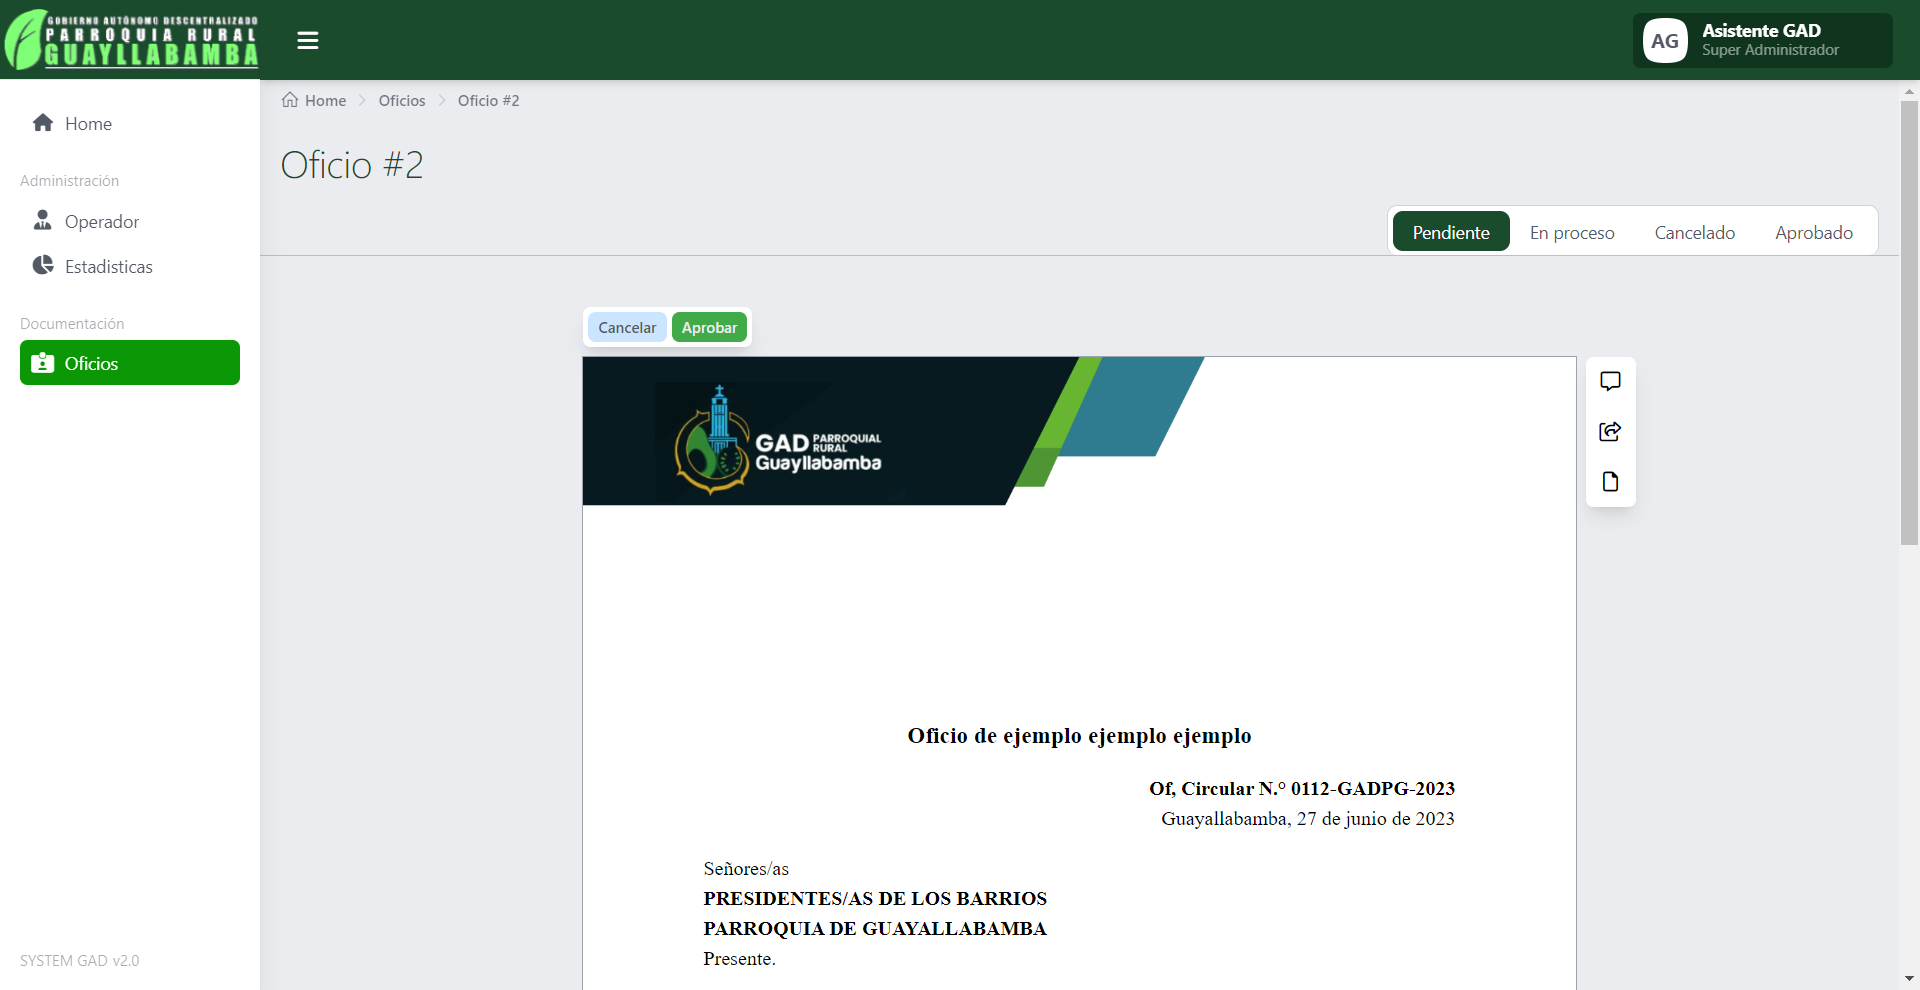 GOBIERNO AUTÓNOMO DESCENTRALIZADO
PARROQUIA RURAL
GUAYLLABAMBA
AG
Asistente GAD
Super Administrador
Home
Administración
Operador
Estadisticas
Documentación
Oficios
SYSTEM GAD v2.0
Home Oficios Oficio #2
Oficio #2
Pendiente En proceso Cancelado Aprobado
Cancelar Aprobar
GAD PARROQUIAL RURAL
Guayllabamba
Oficio de ejemplo ejemplo ejemplo
Of, Circular N.° 0112-GADPG-2023
Guayallabamba, 27 de junio de 2023
Señores/as
PRESIDENTES/AS DE LOS BARRIOS
PARROQUIA DE GUAYALLABAMBA
Presente.